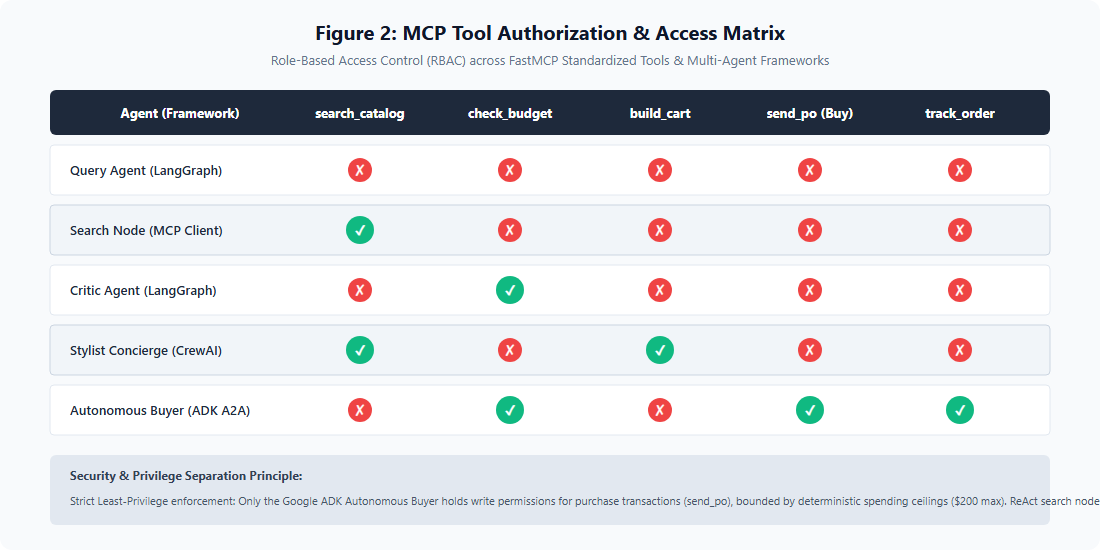 Figure 2: MCP Tool Authorization & Access Matrix
Role-Based Access Control (RBAC) across FastMCP Standardized Tools & Multi-Agent Frameworks
Agent (Framework) search_catalog check_budget build_cart send_po (Buy) track_order
Query Agent (LangGraph) ✗ ✗ ✗ ✗ ✗
Search Node (MCP Client) ✓ ✗ ✗ ✗ ✗
Critic Agent (LangGraph) ✗ ✓ ✗ ✗ ✗
Stylist Concierge (CrewAI) ✓ ✗ ✓ ✗ ✗
Autonomous Buyer (ADK A2A) ✗ ✓ ✗ ✓ ✓
Security & Privilege Separation Principle:
Strict Least-Privilege enforcement: Only the Google ADK Autonomous Buyer holds write permissions for purchase transactions (send_po), bounded by deterministic spending ceilings ($200 max). ReAct search node